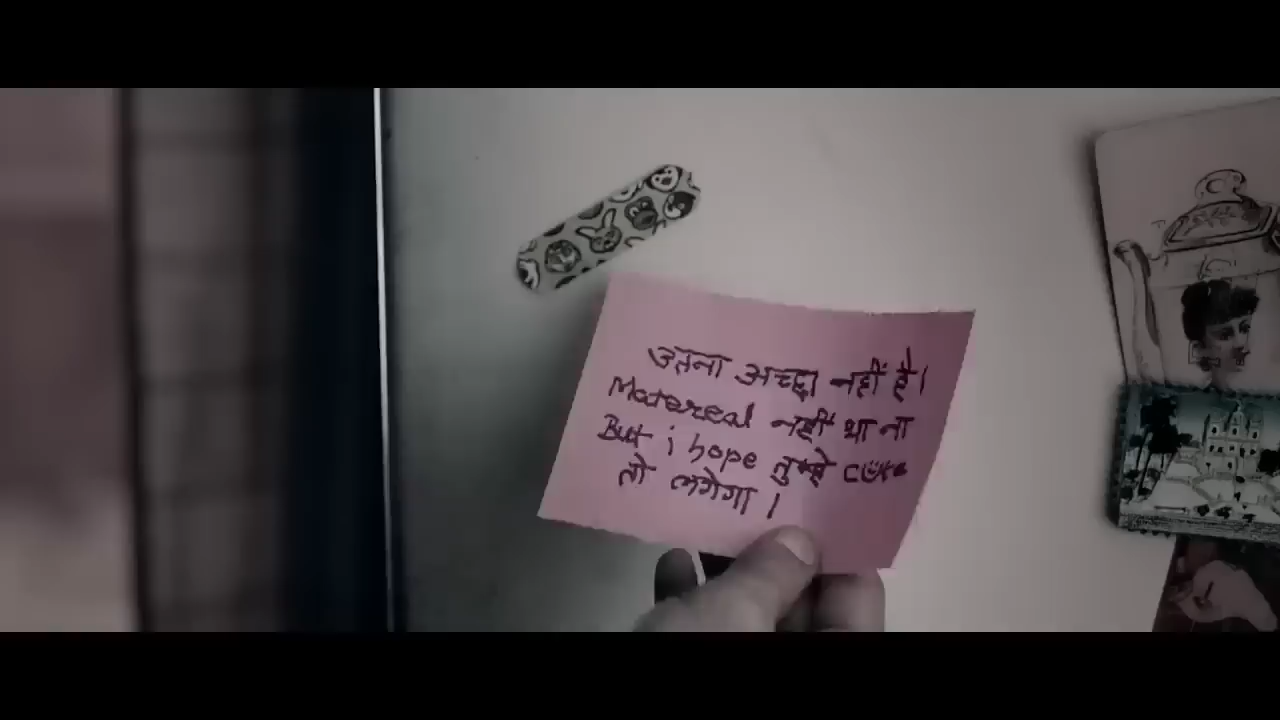 उतना अच्छा नहीं है।
Matereal नहीं था ना
But i hope तुम्हे cute
तो लगेगा।